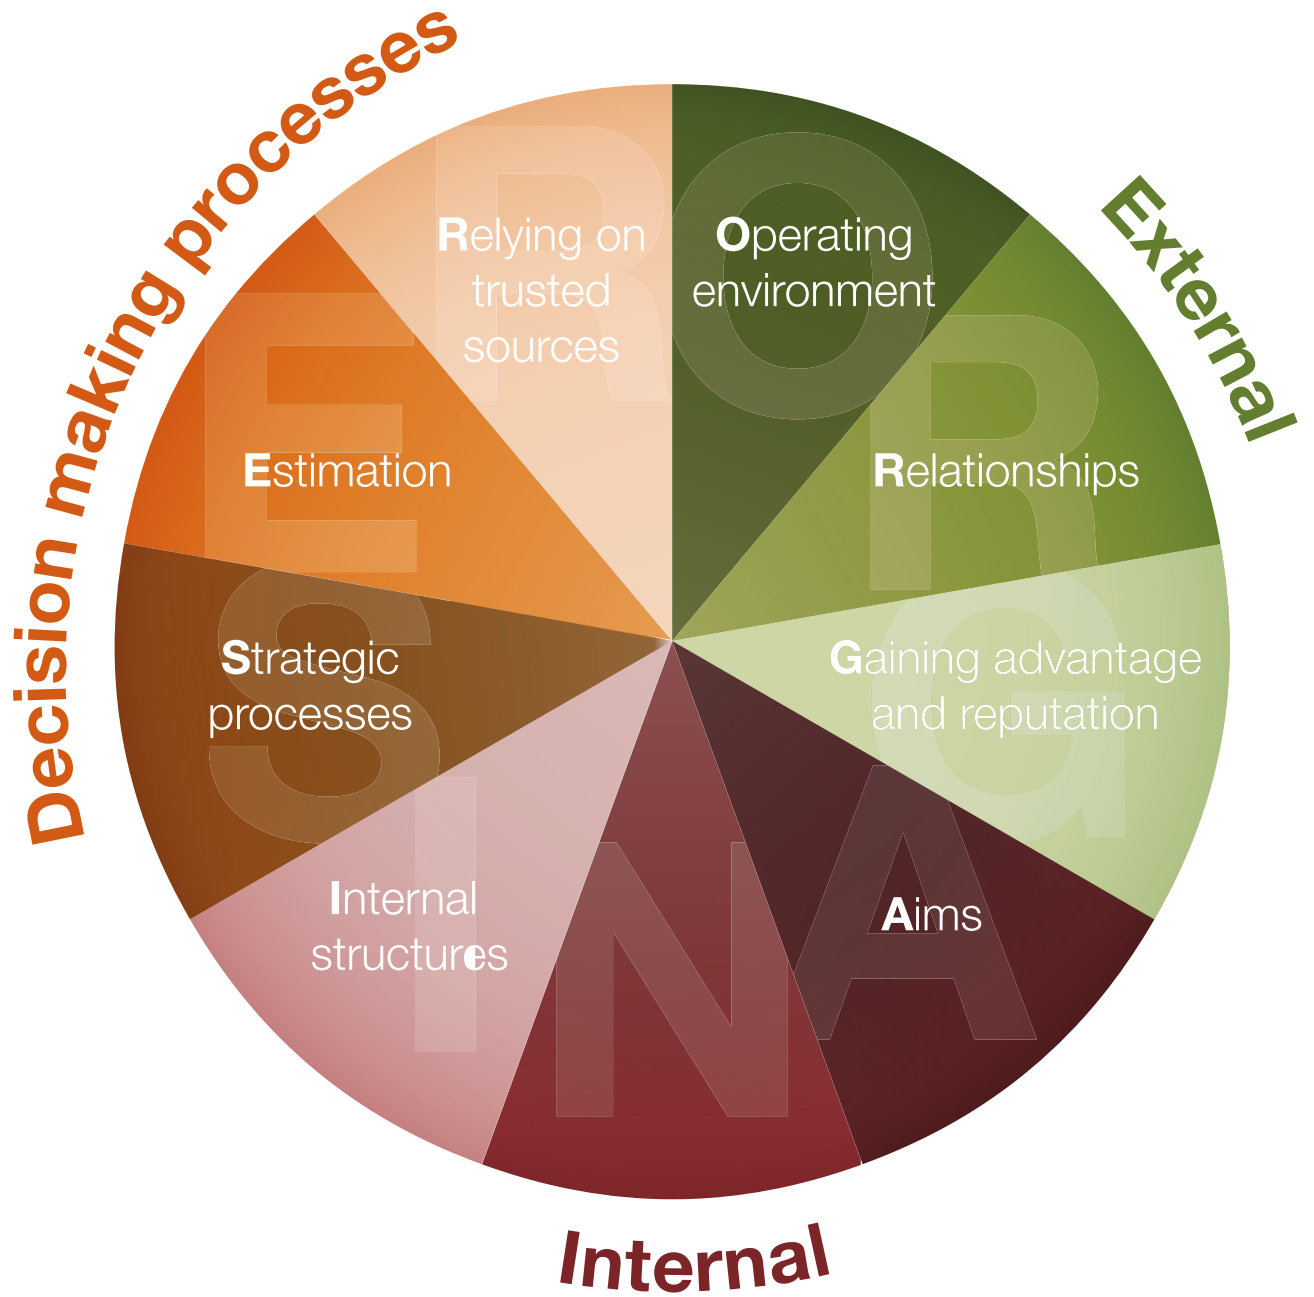 Decision making processes
External
Internal
Operating
environment
Relationships
Gaining advantage
and reputation
Aims
Internal
structures
Strategic
processes
Estimation
Relying on
trusted
sources
O
R
G
A
N
I
S
E
R